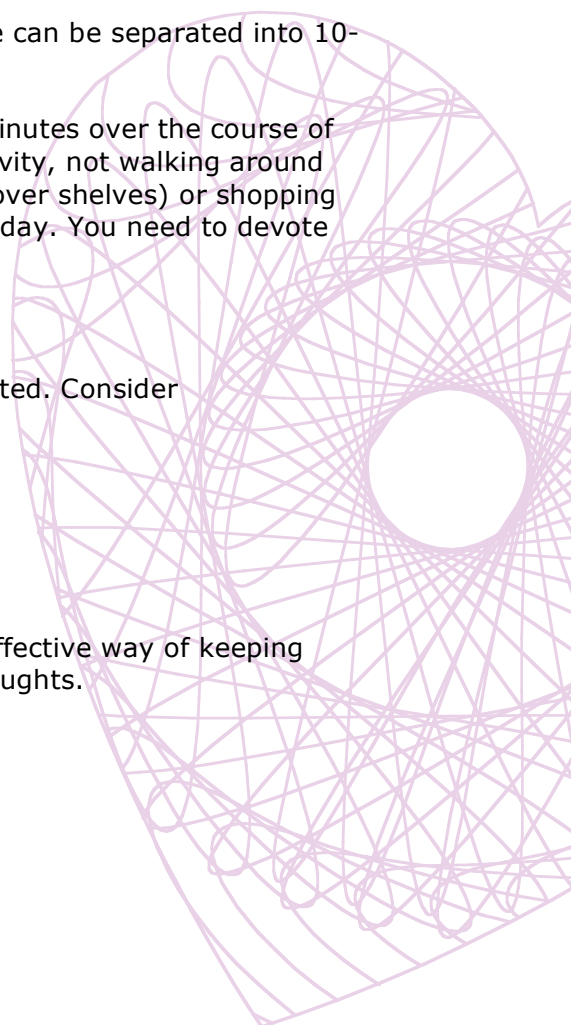 e can be separated into 10-
inutes over the course of
vity, not walking around
over shelves) or shopping
day. You need to devote
ted. Consider
ffective way of keeping
ughts.